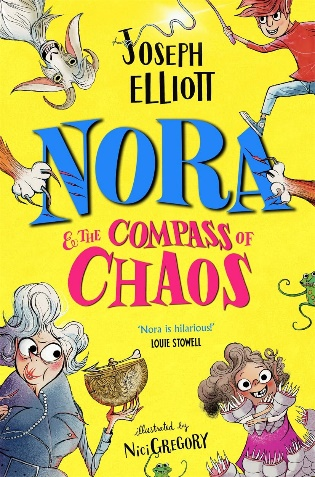 JOSEPH
ELLIOTT
NORA
& THE COMPASS OF
CHAOS
‘Nora is hilarious!’
LOUIE STOWELL
illustrated by
NICI GREGORY